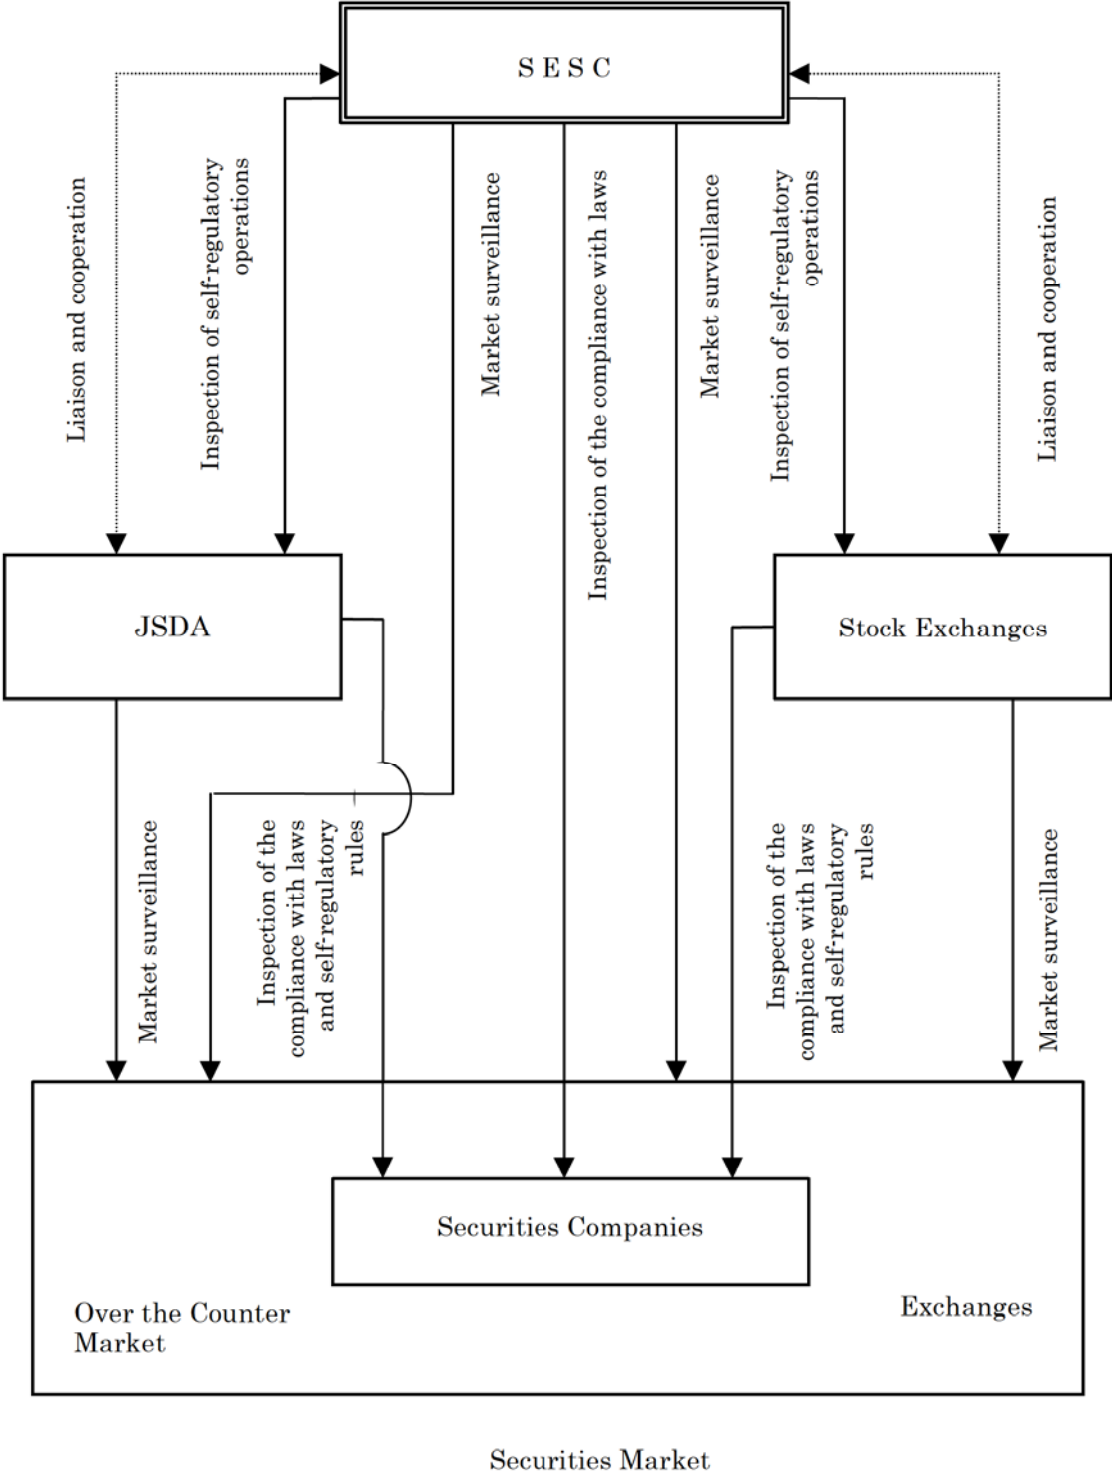 S E S C
Liaison and cooperation
Inspection of self-regulatory
operations
Market surveillance
Inspection of the compliance with laws
Market surveillance
Inspection of self-regulatory
operations
Liaison and cooperation
JSDA
Stock Exchanges
Market surveillance
Inspection of the
compliance with laws
and self-regulatory
rules
Inspection of the
compliance with laws
and self-regulatory
rules
Market surveillance
Securities Companies
Over the Counter
Market
Exchanges
Securities Market